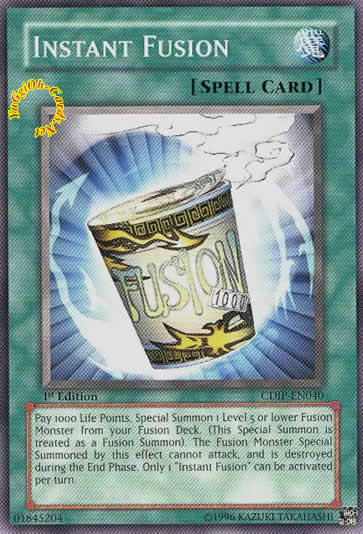 INSTANT FUSION
[SPELL CARD]
YuGiOh-Cards.Net
FUSION
1000
1st Edition
CDIP-EN040
Pay 1000 Life Points. Special Summon 1 Level 5 or lower Fusion
Monster from your Fusion Deck. (This Special Summon is
treated as a Fusion Summon). The Fusion Monster Special
Summoned by this effect cannot attack, and is destroyed
during the End Phase. Only 1 "Instant Fusion" can be activated
per turn.
01845204
©1996 KAZUKI TAKAHASHI